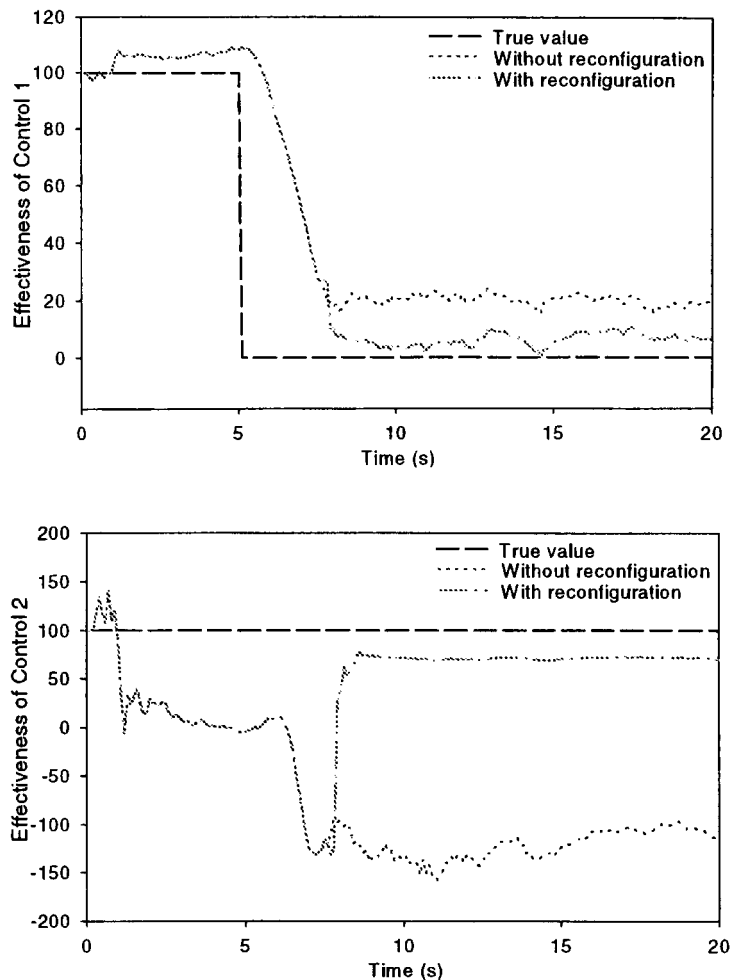 120
100
80
60
40
20
0
Effectiveness of Control 1
True value
Without reconfiguration
With reconfiguration
0
5
10
15
20
Time (s)
200
150
100
50
0
-50
-100
-150
-200
Effectiveness of Control 2
True value
Without reconfiguration
With reconfiguration
0
5
10
15
20
Time (s)